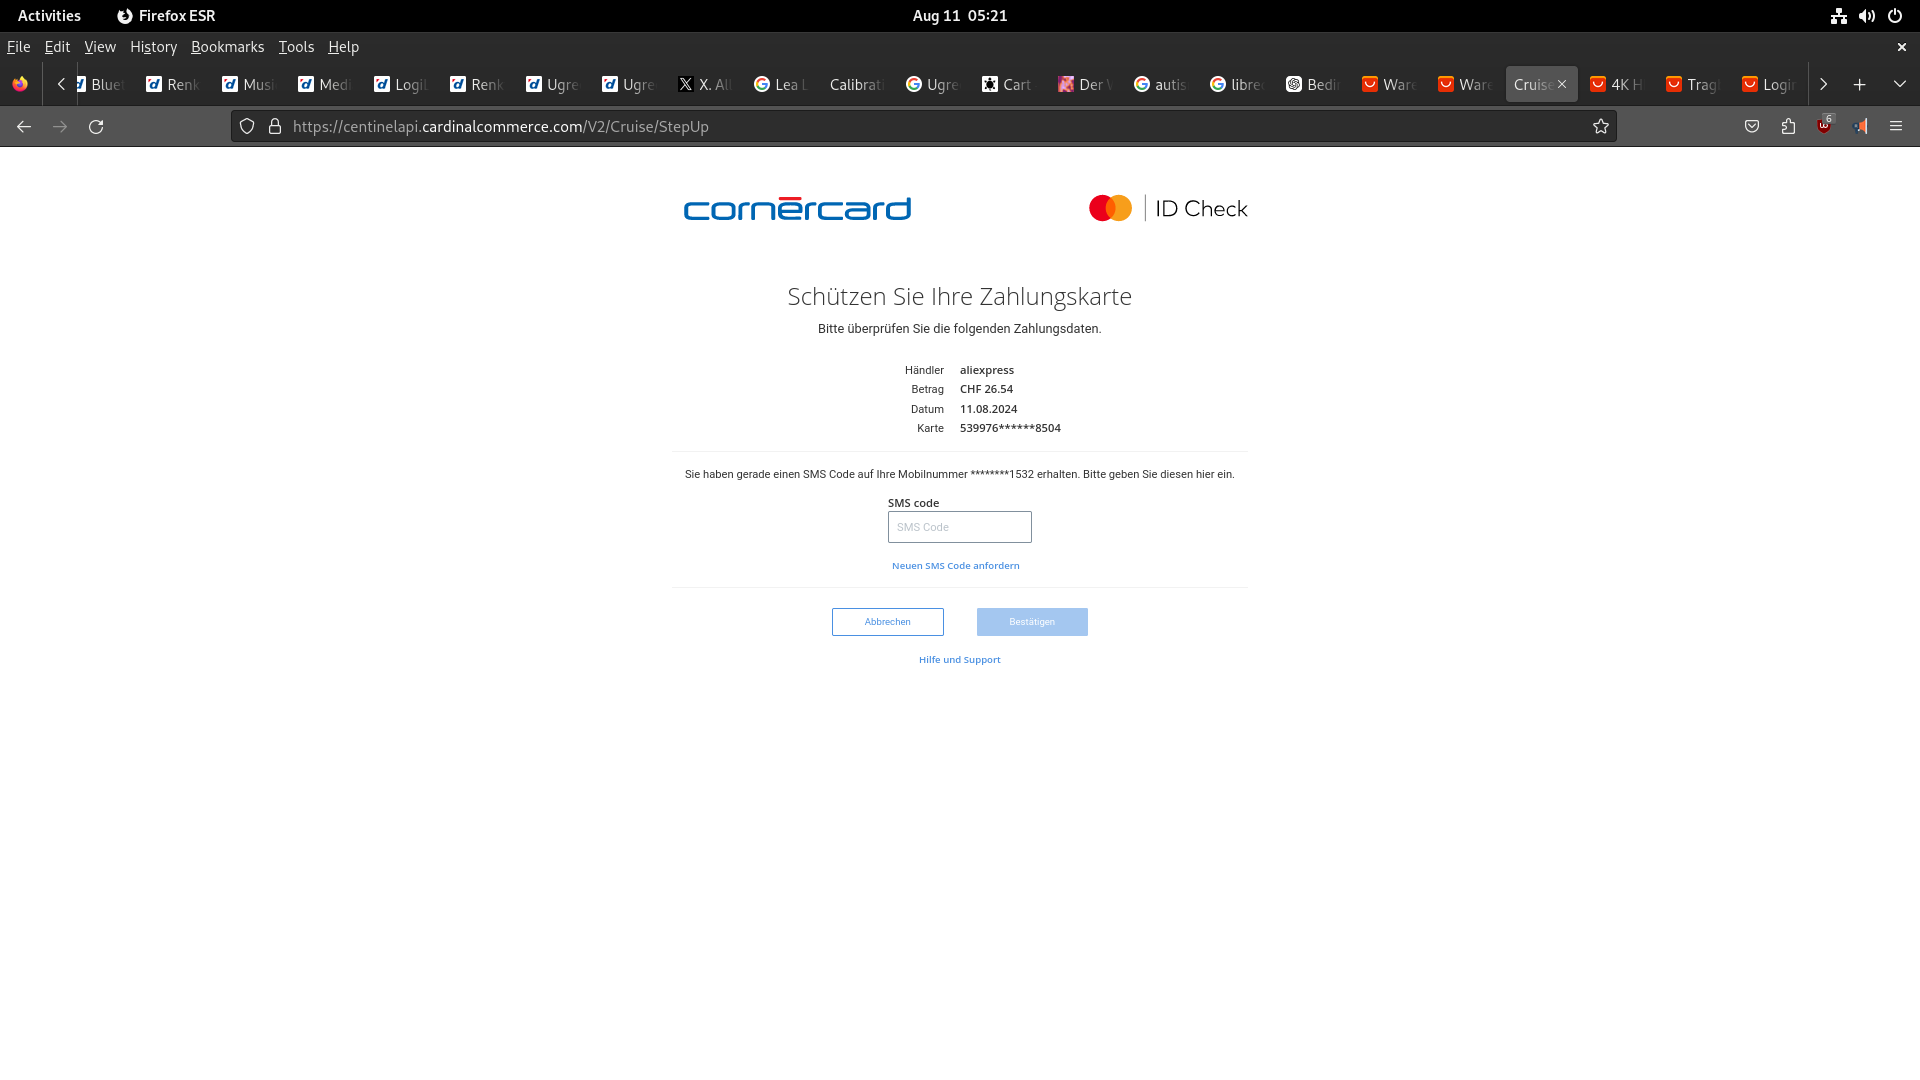 Activities Firefox ESR Aug 11 05:21
File Edit View History Bookmarks Tools Help
Renk Musi Medi Logil Renk Ugre Ugre X. All Lea L Calibrati Ugre Cart Der autis libre Bedi Ware Ware Cruise 4K H Trag Login
https://centinelapi.cardinalcommerce.com/V2/Cruise/StepUp 6
cornercard ID Check
Schützen Sie Ihre Zahlungskarte
Bitte überprüfen Sie die folgenden Zahlungsdaten.
Händler aliexpress
Betrag CHF 26.54
Datum 11.08.2024
Karte 539976******8504
Sie haben gerade einen SMS Code auf Ihre Mobilnummer ********1532 erhalten. Bitte geben Sie diesen hier ein.
SMS code
SMS Code
Neuen SMS Code anfordern
Abbrechen Bestätigen
Hilfe und Support